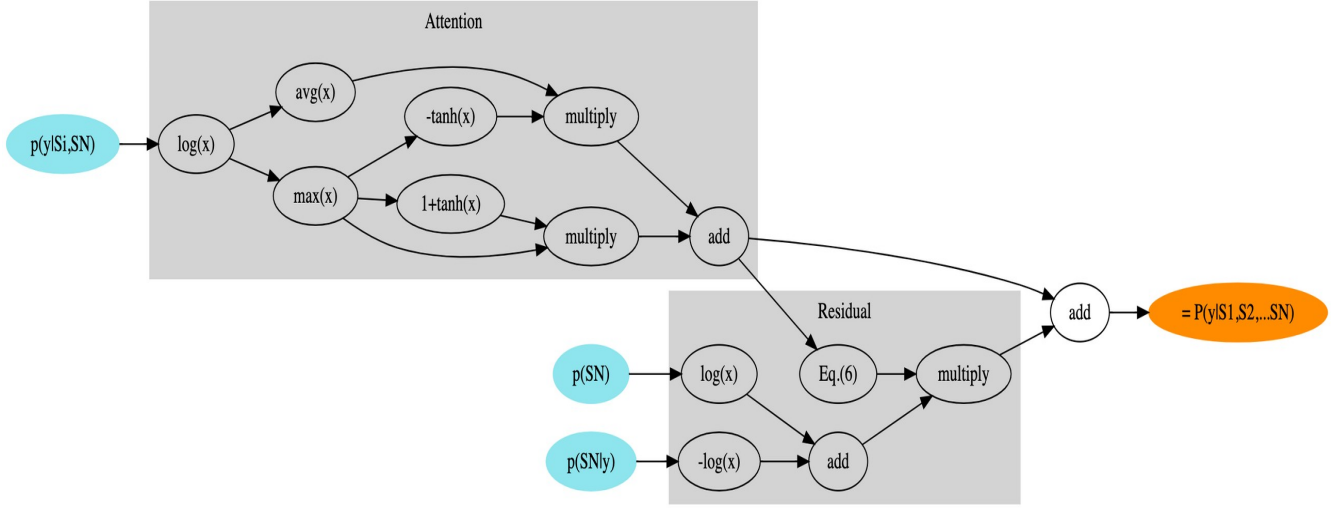 Attention
avg(x)
-tanh(x)
multiply
p(y|Si,SN)
log(x)
max(x)
1+tanh(x)
multiply
add
Residual
add
= P(y|S1,S2,...SN)
p(SN)
log(x)
Eq.(6)
multiply
p(SN|y)
-log(x)
add